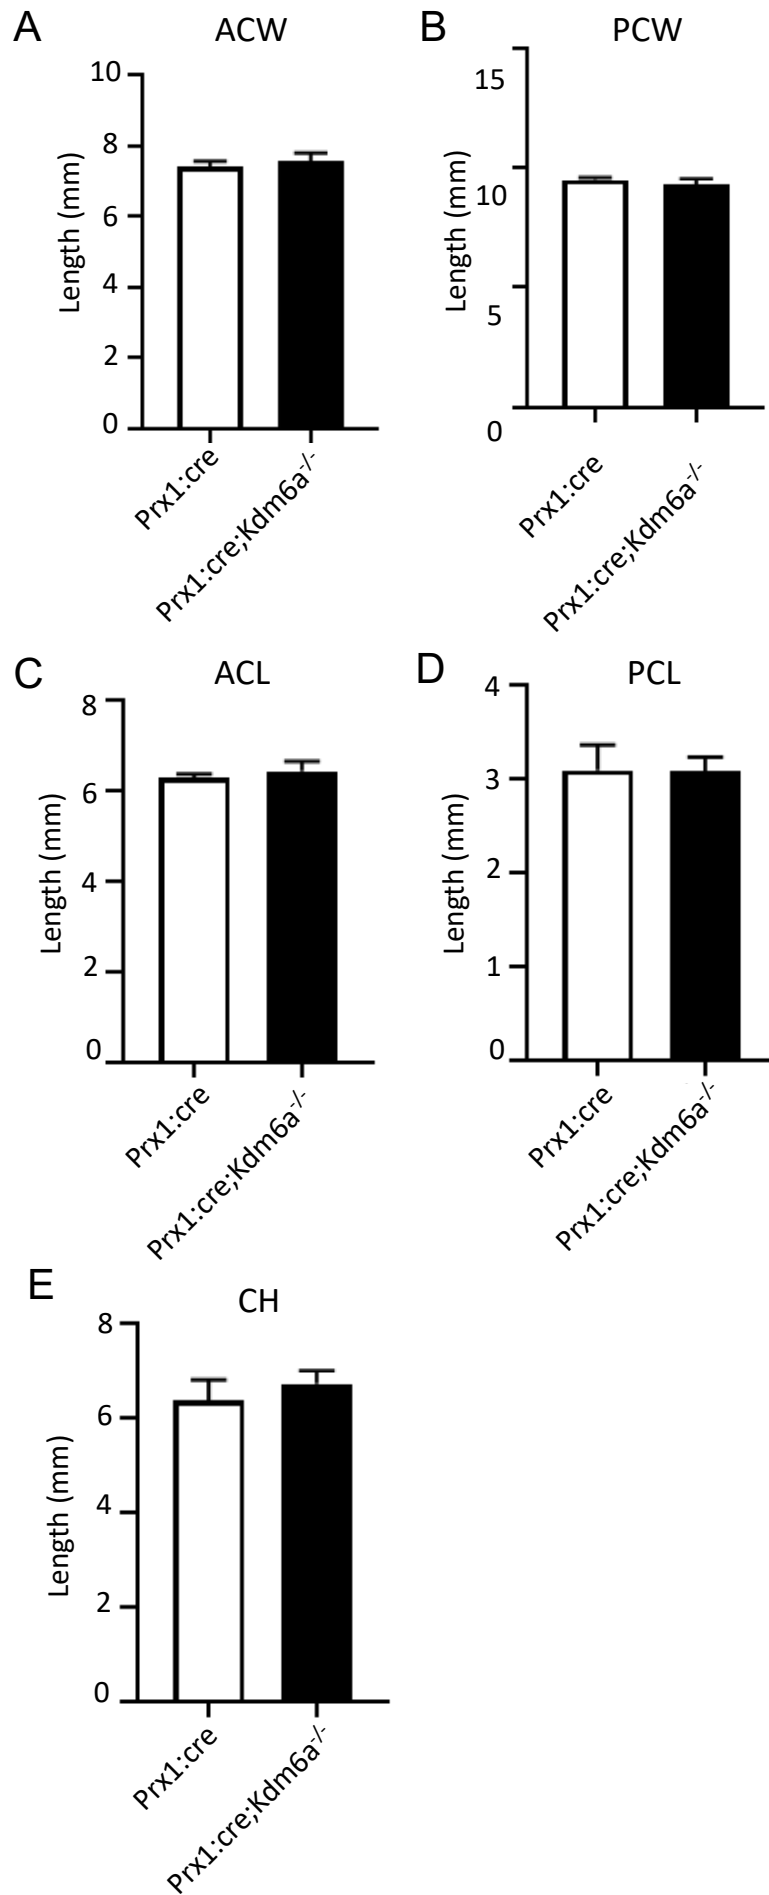 A
ACW
10
8
6
4
2
0
Length (mm)
Prx1:cre
Prx1:cre;Kdm6a-/-
B
PCW
15
10
5
0
Length (mm)
Prx1:cre
Prx1:cre;Kdm6a-/-
C
ACL
8
6
4
2
0
Length (mm)
Prx1:cre
Prx1:cre;Kdm6a-/-
D
PCL
4
3
2
1
0
Length (mm)
Prx1:cre
Prx1:cre;Kdm6a-/-
E
CH
8
6
4
2
0
Length (mm)
Prx1:cre
Prx1:cre;Kdm6a-/-